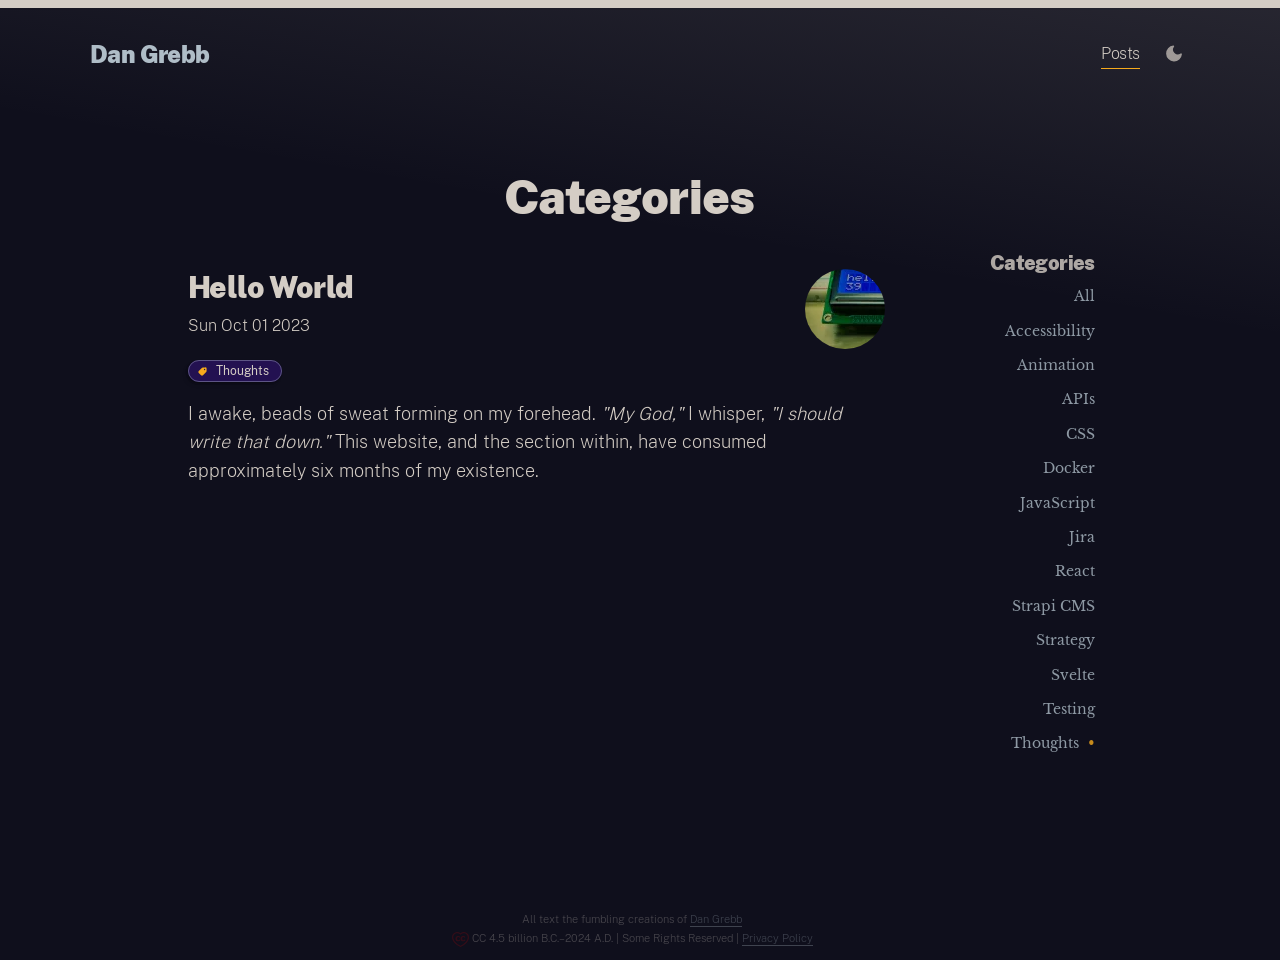 Dan Grebb
Posts
Categories
Hello World
Sun Oct 01 2023
Thoughts
I awake, beads of sweat forming on my forehead. "My God," I whisper, "I should
write that down." This website, and the section within, have consumed
approximately six months of my existence.
Categories
All
Accessibility
Animation
APIs
CSS
Docker
JavaScript
Jira
React
Strapi CMS
Strategy
Svelte
Testing
Thoughts •
All text the fumbling creations of Dan Grebb
CC 4.5 billion B.C.–2024 A.D. | Some Rights Reserved | Privacy Policy